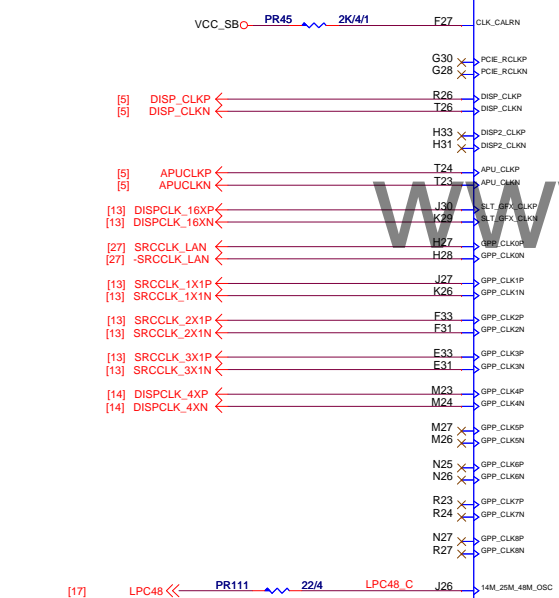 VCC_SB PR45 2K/4/1 F27 CLK_CALRN
G30 PCIE_RCLKP
G28 PCIE_RCLKN
[5] DISP_CLKP R26 DISP_CLKP
[5] DISP_CLKN T26 DISP_CLKN
H33 DISP2_CLKP
H31 DISP2_CLKN
[5] APUCLKP T24 APU_CLKP
[5] APUCLKN T23 APU_CLKN
WW
[13] DISPCLK_16XP J30 SLT_GFX_CLKP
[13] DISPCLK_16XN K29 SLT_GFX_CLKN
[27] SRCCLK_LAN H27 GPP_CLK0P
[27] -SRCCLK_LAN H28 GPP_CLK0N
[13] SRCCLK_1X1P J27 GPP_CLK1P
[13] SRCCLK_1X1N K26 GPP_CLK1N
[13] SRCCLK_2X1P F33 GPP_CLK2P
[13] SRCCLK_2X1N F31 GPP_CLK2N
[13] SRCCLK_3X1P E33 GPP_CLK3P
[13] SRCCLK_3X1N E31 GPP_CLK3N
[14] DISPCLK_4XP M23 GPP_CLK4P
[14] DISPCLK_4XN M24 GPP_CLK4N
M27 GPP_CLK5P
M26 GPP_CLK5N
N25 GPP_CLK6P
N26 GPP_CLK6N
R23 GPP_CLK7P
R24 GPP_CLK7N
N27 GPP_CLK8P
R27 GPP_CLK8N
[17] LPC48 PR111 22/4 LPC48_C J26 14M_25M_48M_OSC